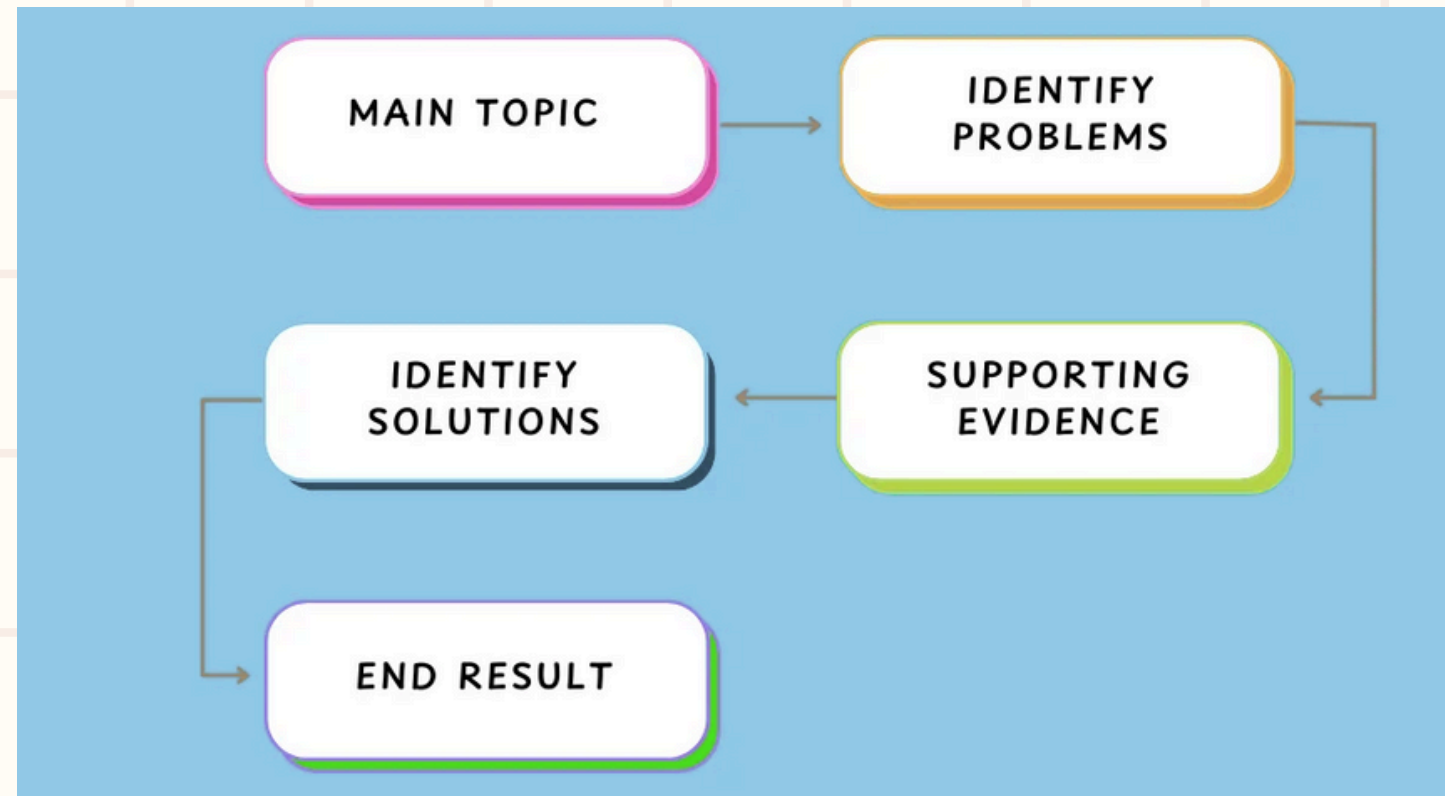 MAIN TOPIC
IDENTIFY
PROBLEMS
SUPPORTING
EVIDENCE
IDENTIFY
SOLUTIONS
END RESULT